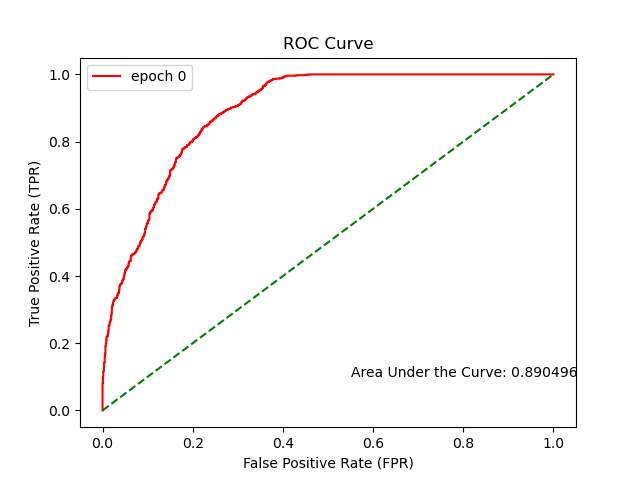 ROC Curve
epoch 0
True Positive Rate (TPR)
1.0
0.8
0.6
0.4
0.2
0.0
Area Under the Curve: 0.890496
0.0 0.2 0.4 0.6 0.8 1.0
False Positive Rate (FPR)